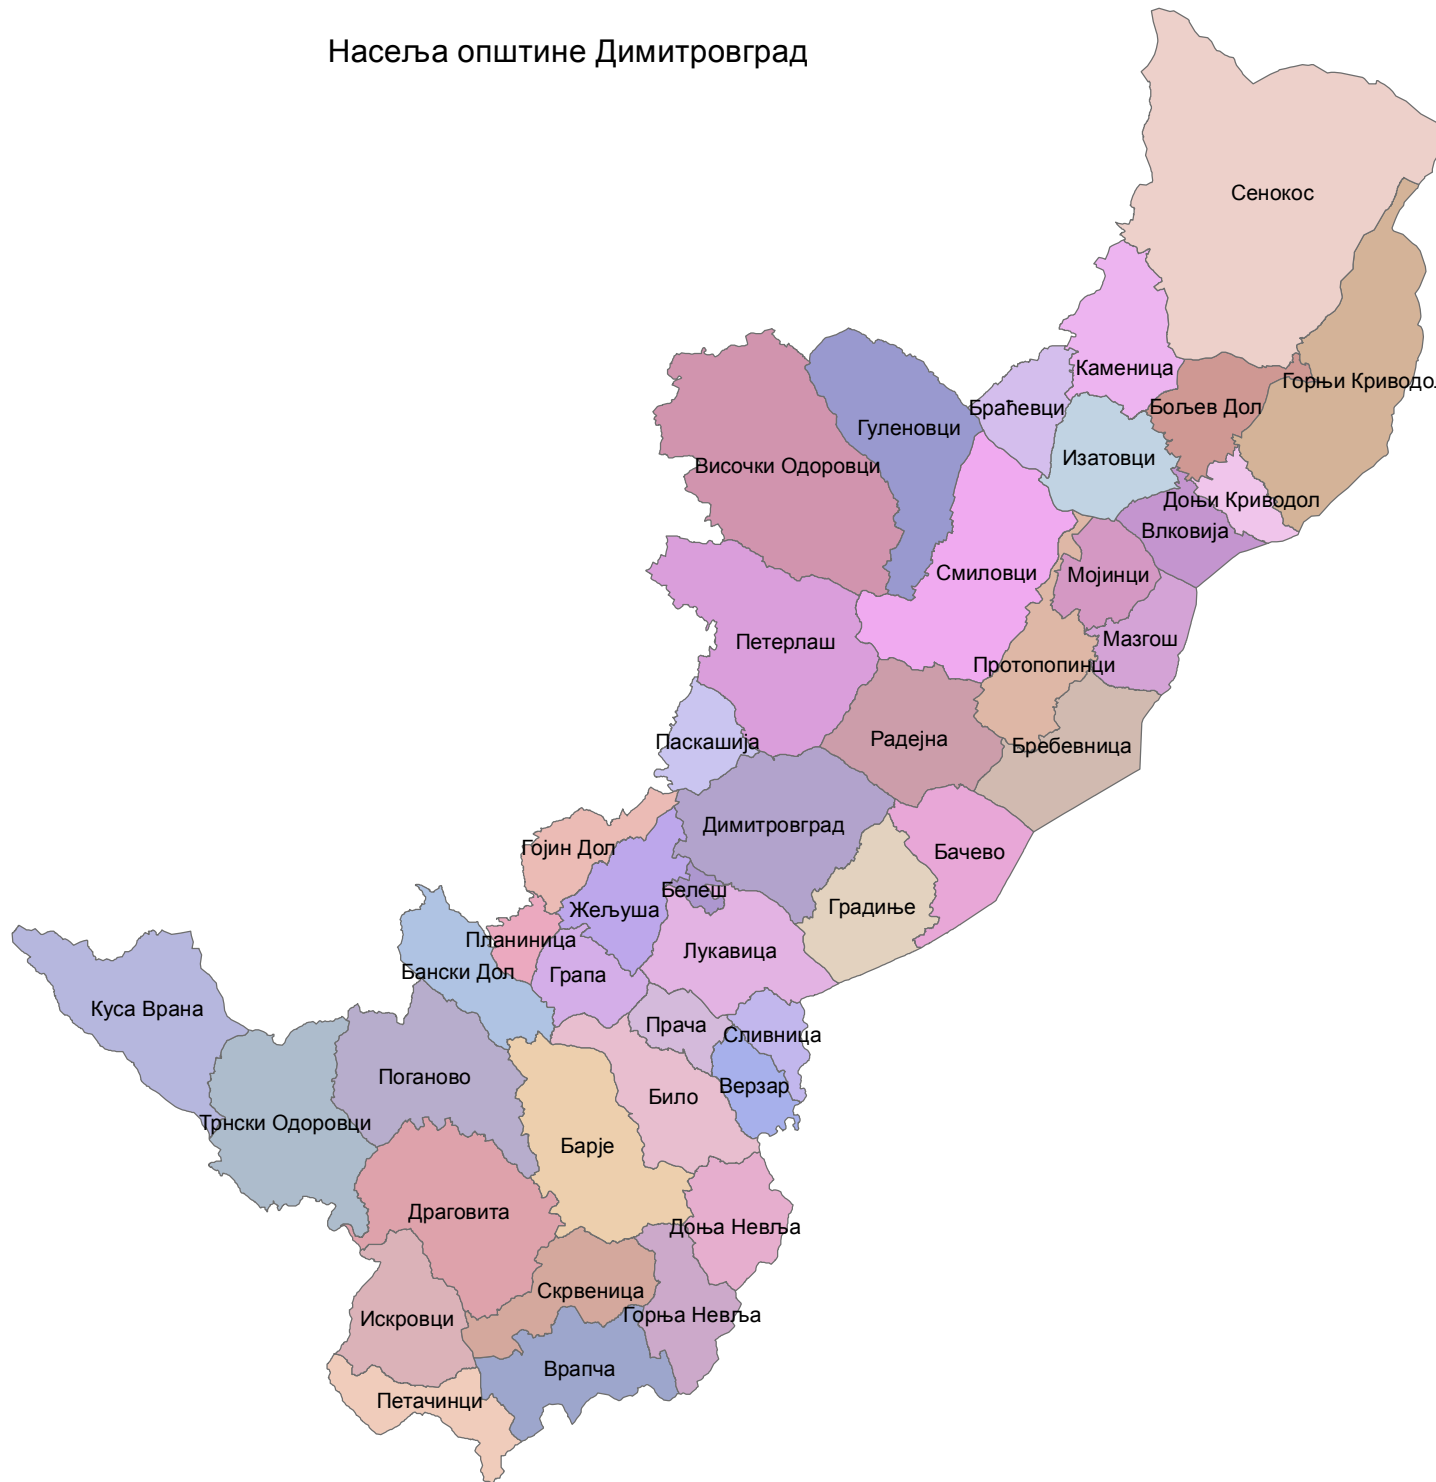 Насеља општине Димитровград
Сенокос
Каменица
Горњи Криводол
Браћевци
Бољев Дол
Гуленовци
Изатовци
Височки Одоровци
Доњи Криводол
Влковија
Смиловци
Мојинци
Петерлаш
Мазгош
Протопопинци
Паскашија
Радејна
Бребевница
Димитровград
Гојин Дол
Бачево
Белеш
Жељуша
Градиње
Планиница
Лукавица
Бански Дол
Грапа
Куса Врана
Прача
Сливница
Поганово
Верзар
Било
Трнски Одоровци
Барје
Драговита
Доња Невља
Скрвеница
Искровци
Горња Невља
Врапча
Петачинци